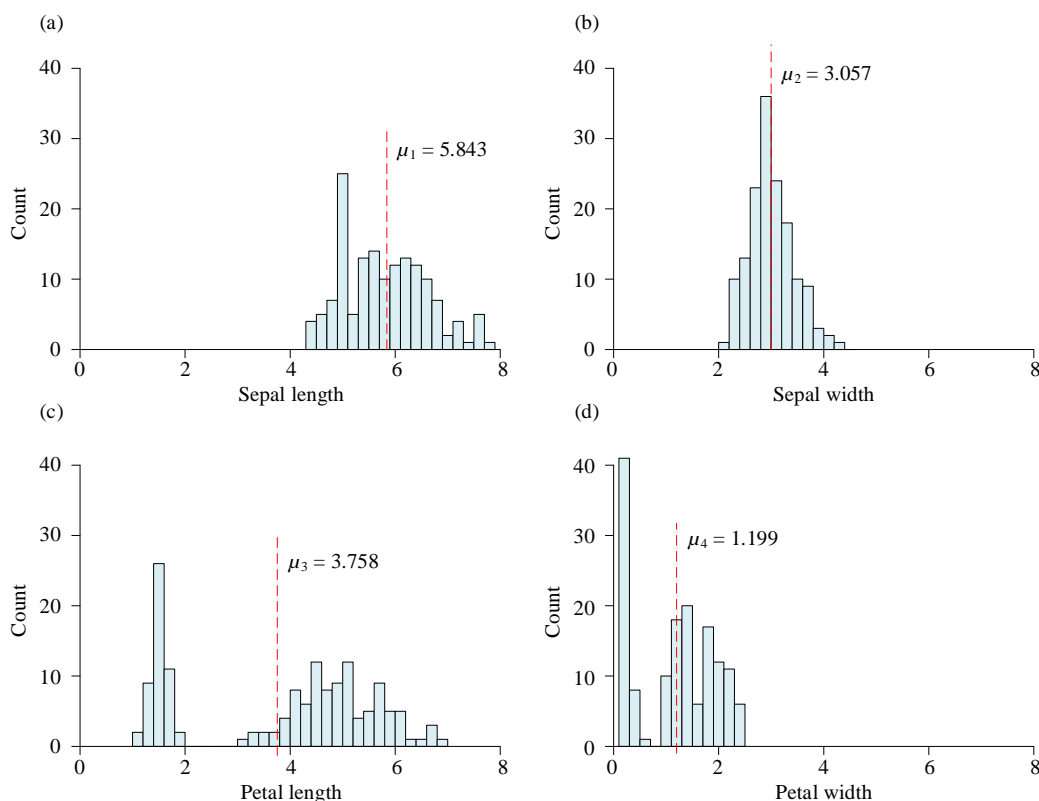 (a)
40
30
20
10
0
Count
μ1 = 5.843
0 2 4 6 8
Sepal length
(b)
40
30
20
10
0
Count
μ2 = 3.057
0 2 4 6 8
Sepal width
(c)
40
30
20
10
0
Count
μ3 = 3.758
0 2 4 6 8
Petal length
(d)
40
30
20
10
0
Count
μ4 = 1.199
0 2 4 6 8
Petal width